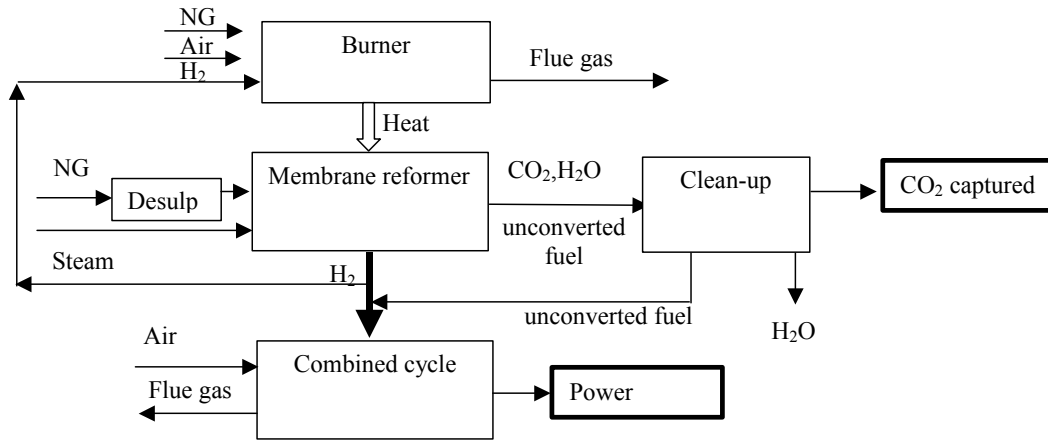 NG
Air
H₂
Burner
Flue gas
Heat
NG
Desulp
Membrane reformer
CO₂,H₂O
unconverted
fuel
Clean-up
CO₂ captured
Steam
H₂
unconverted fuel
H₂O
Air
Flue gas
Combined cycle
Power